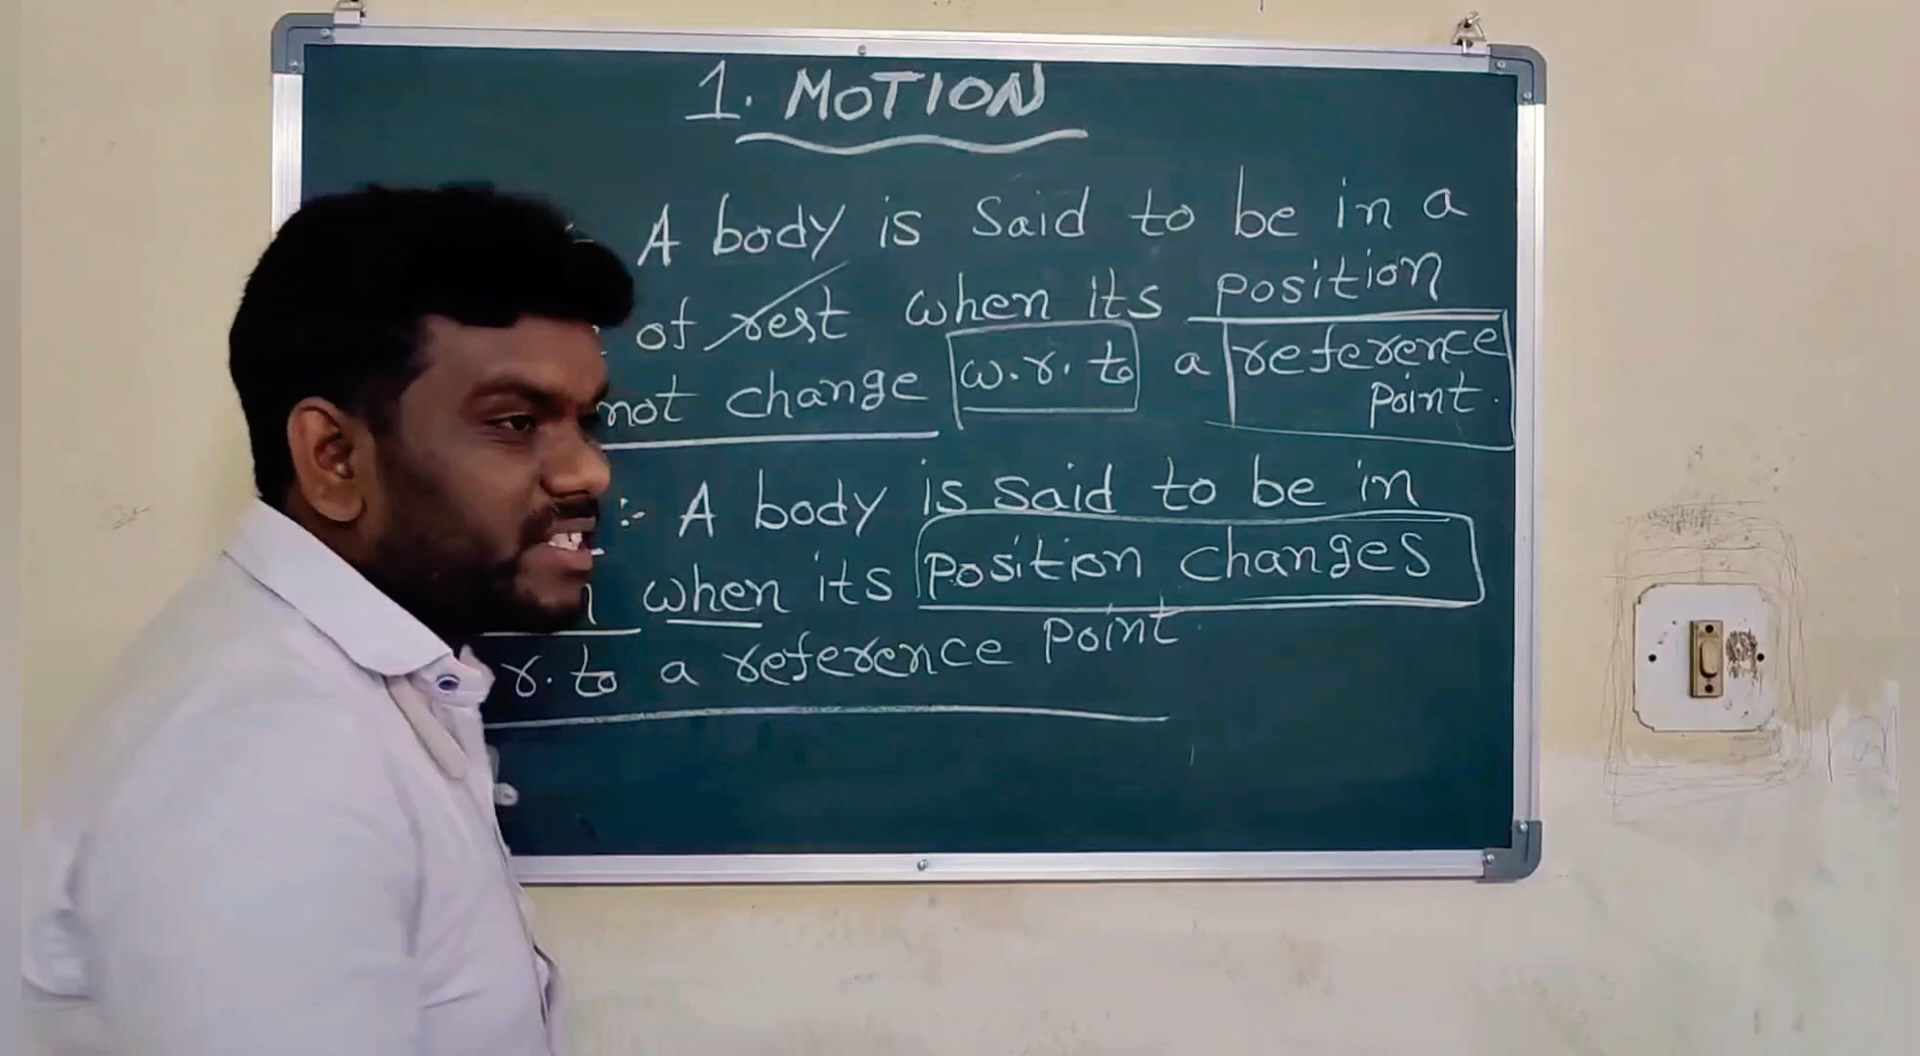 1. MOTION
:- A body is said to be in a
of rest when its position
not change w.r.to a reference
point.
:- A body is said to be in
when its position changes
r.to a reference point